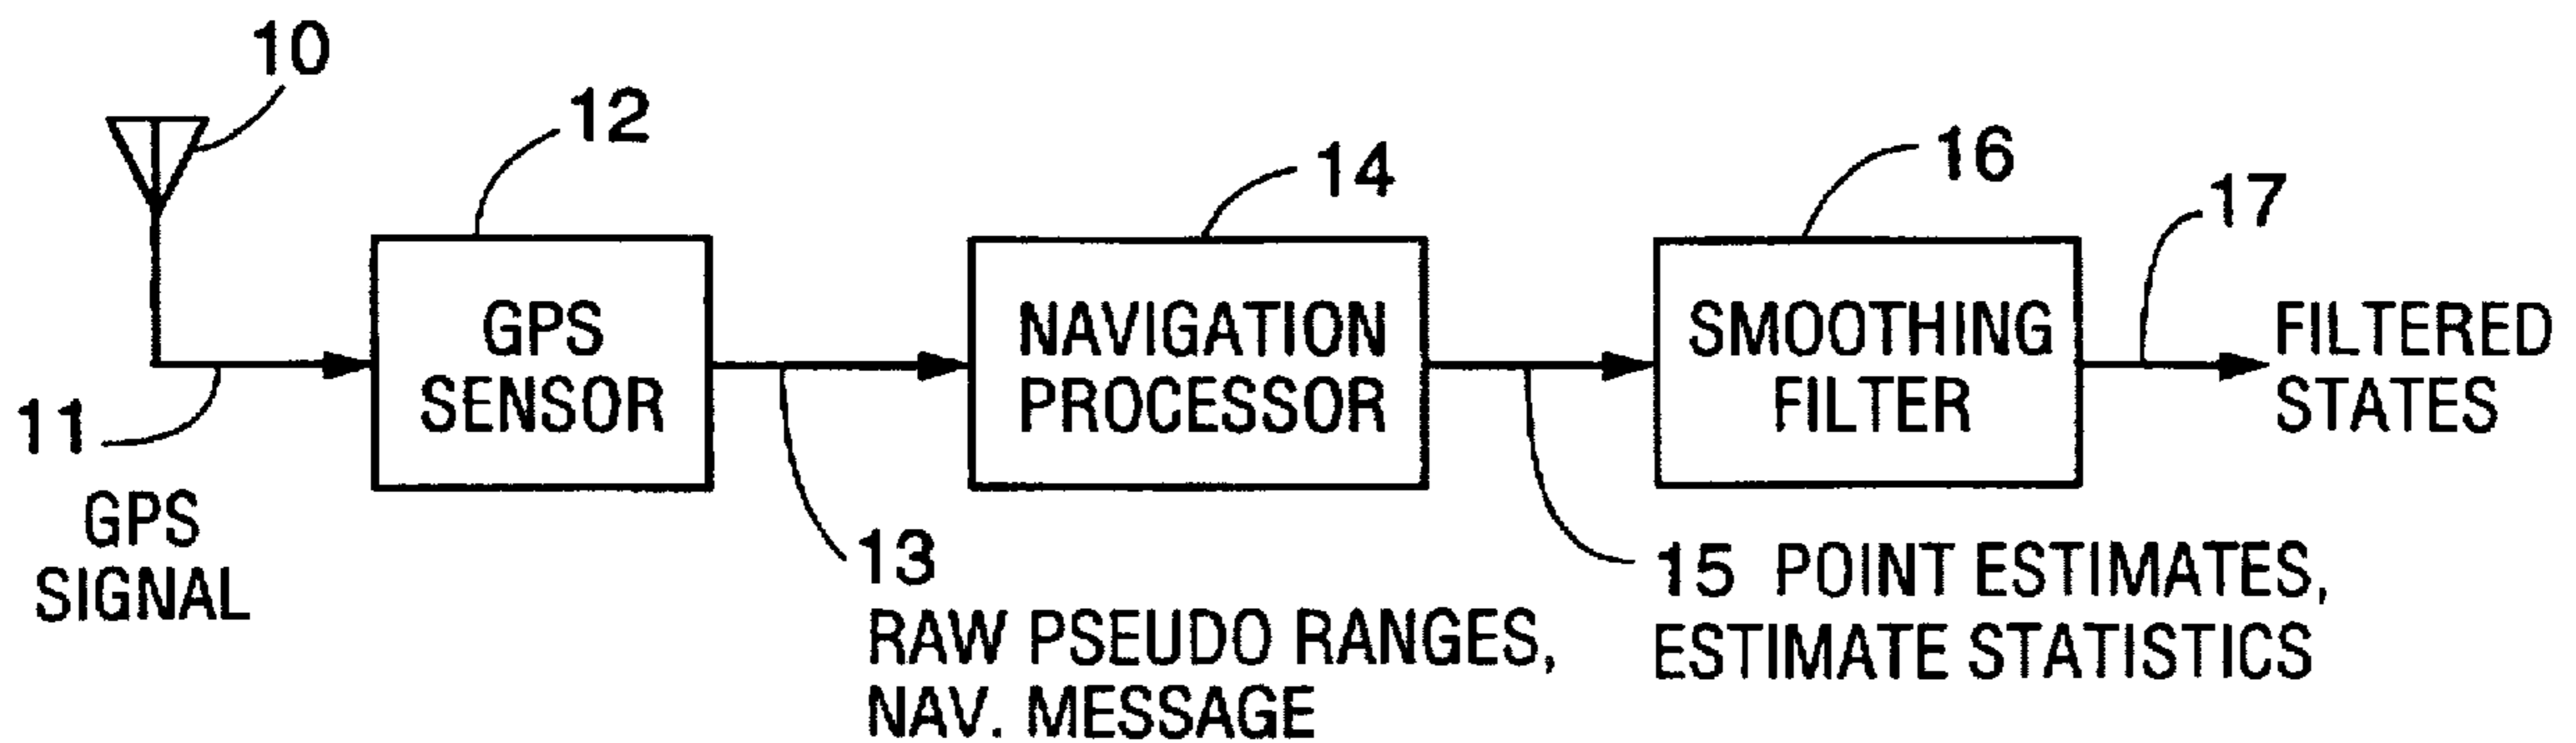 10
12
14
16
17
11
GPS
SIGNAL
GPS
SENSOR
13
RAW PSEUDO RANGES,
NAV. MESSAGE
NAVIGATION
PROCESSOR
15 POINT ESTIMATES,
ESTIMATE STATISTICS
SMOOTHING
FILTER
FILTERED
STATES